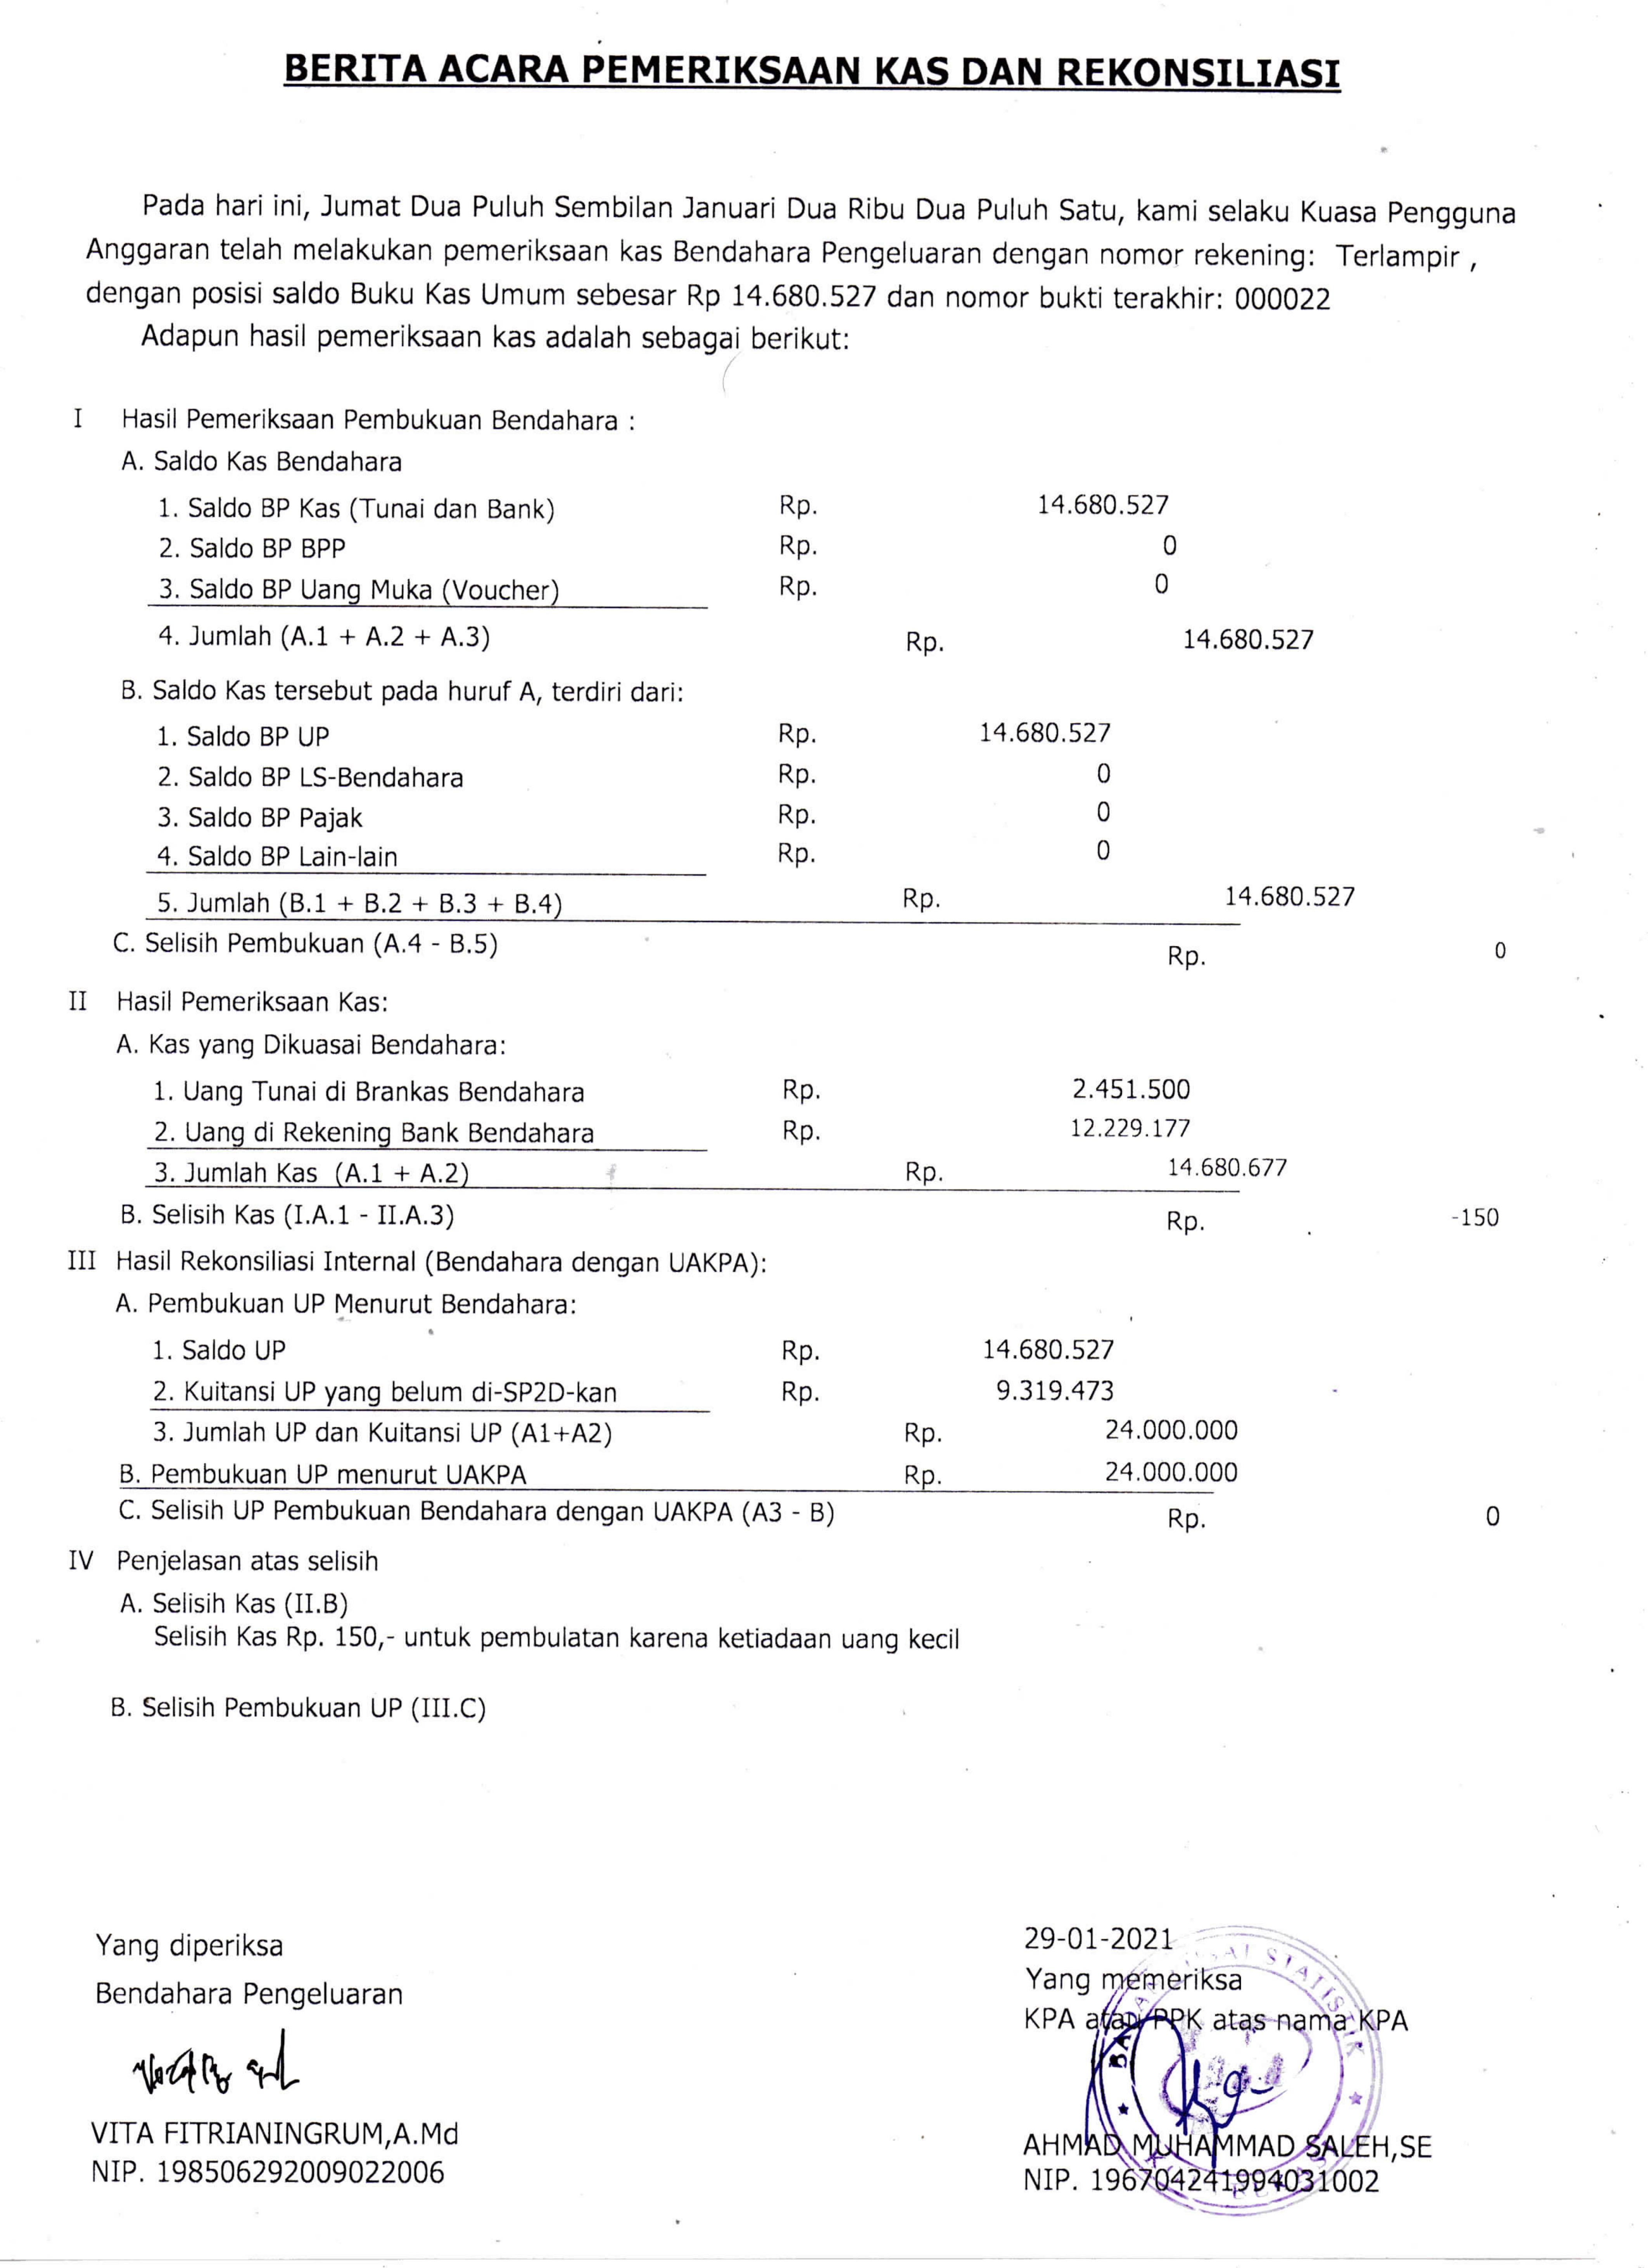 BERITA ACARA PEMERIKSAAN KAS DAN REKONSILIASI
Pada hari ini, Jumat Dua Puluh Sembilan Januari Dua Ribu Dua Puluh Satu, kami selaku Kuasa Pengguna
Anggaran telah melakukan pemeriksaan kas Bendahara Pengeluaran dengan nomor rekening: Terlampir ,
dengan posisi saldo Buku Kas Umum sebesar Rp 14.680.527 dan nomor bukti terakhir: 000022
Adapun hasil pemeriksaan kas adalah sebagai berikut:
I Hasil Pemeriksaan Pembukuan Bendahara :
A. Saldo Kas Bendahara
1. Saldo BP Kas (Tunai dan Bank) Rp. 14.680.527
2. Saldo BP BPP Rp. 0
3. Saldo BP Uang Muka (Voucher) Rp. 0
4. Jumlah (A.1 + A.2 + A.3) Rp. 14.680.527
B. Saldo Kas tersebut pada huruf A, terdiri dari:
1. Saldo BP UP Rp. 14.680.527
2. Saldo BP LS-Bendahara Rp. 0
3. Saldo BP Pajak Rp. 0
4. Saldo BP Lain-lain Rp. 0
5. Jumlah (B.1 + B.2 + B.3 + B.4) Rp. 14.680.527
C. Selisih Pembukuan (A.4 - B.5) Rp. 0
II Hasil Pemeriksaan Kas:
A. Kas yang Dikuasai Bendahara:
1. Uang Tunai di Brankas Bendahara Rp. 2.451.500
2. Uang di Rekening Bank Bendahara Rp. 12.229.177
3. Jumlah Kas (A.1 + A.2) Rp. 14.680.677
B. Selisih Kas (I.A.1 - II.A.3) Rp. -150
III Hasil Rekonsiliasi Internal (Bendahara dengan UAKPA):
A. Pembukuan UP Menurut Bendahara:
1. Saldo UP Rp. 14.680.527
2. Kuitansi UP yang belum di-SP2D-kan Rp. 9.319.473
3. Jumlah UP dan Kuitansi UP (A1+A2) Rp. 24.000.000
B. Pembukuan UP menurut UAKPA Rp. 24.000.000
C. Selisih UP Pembukuan Bendahara dengan UAKPA (A3 - B) Rp. 0
IV Penjelasan atas selisih
A. Selisih Kas (II.B)
Selisih Kas Rp. 150,- untuk pembulatan karena ketiadaan uang kecil
B. Selisih Pembukuan UP (III.C)
Yang diperiksa
Bendahara Pengeluaran
VITA FITRIANINGRUM,A.Md
NIP. 198506292009022006
29-01-2021
Yang memeriksa
KPA atau PPK atas nama KPA
AHMAD MUHAMMAD SALEH,SE
NIP. 196704241994031002
STATISTIK